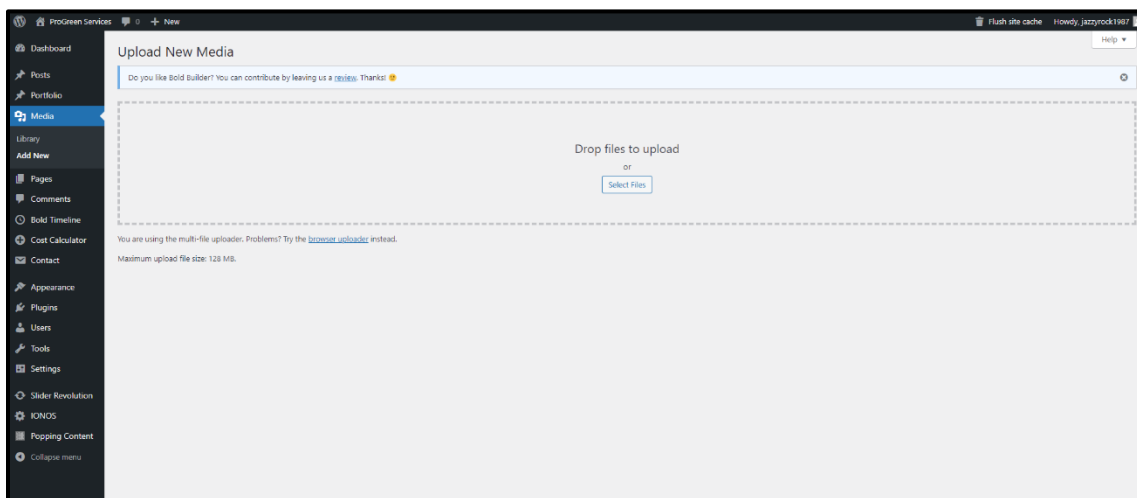 ProGreen Services 0 New Flush site cache Howdy, jazzyrock1987
Help
Dashboard
Posts
Portfolio
Media
Library
Add New
Pages
Comments
Bold Timeline
Cost Calculator
Contact
Appearance
Plugins
Users
Tools
Settings
Slider Revolution
IONOS
Popping Content
Collapse menu
Upload New Media
Do you like Bold Builder? You can contribute by leaving us a review. Thanks! 🙂
Drop files to upload
or
Select Files
You are using the multi-file uploader. Problems? Try the browser uploader instead.
Maximum upload file size: 128 MB.